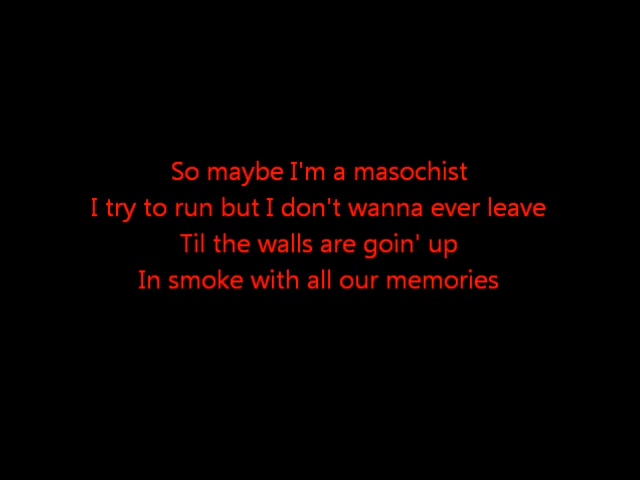 So maybe I'm a masochist
I try to run but I don't wanna ever leave
Til the walls are goin' up
In smoke with all our memories